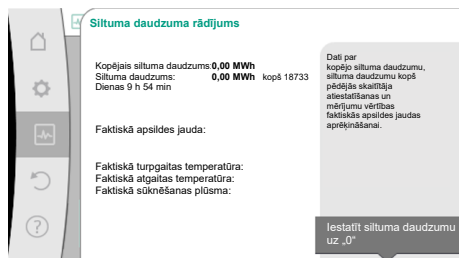 Siltuma daudzuma rādījums
Kopējais siltuma daudzums:0,00 MWh
Siltuma daudzums: 0,00 MWh kopš 18733
Dienas 9 h 54 min
Faktiskā apsildes jauda:
Faktiskā turpgaitas temperatūra:
Faktiskā atgaitas temperatūra:
Faktiskā sūknēšanas plūsma:
Dati par
kopējo siltuma daudzumu,
siltuma daudzumu kopš
pēdējās skaitītāja
atiestatīšanas un
mērījumu vērtības
faktiskās apsildes jaudas
aprēķināšanai.
Iestatīt siltuma daudzumu
uz „0“